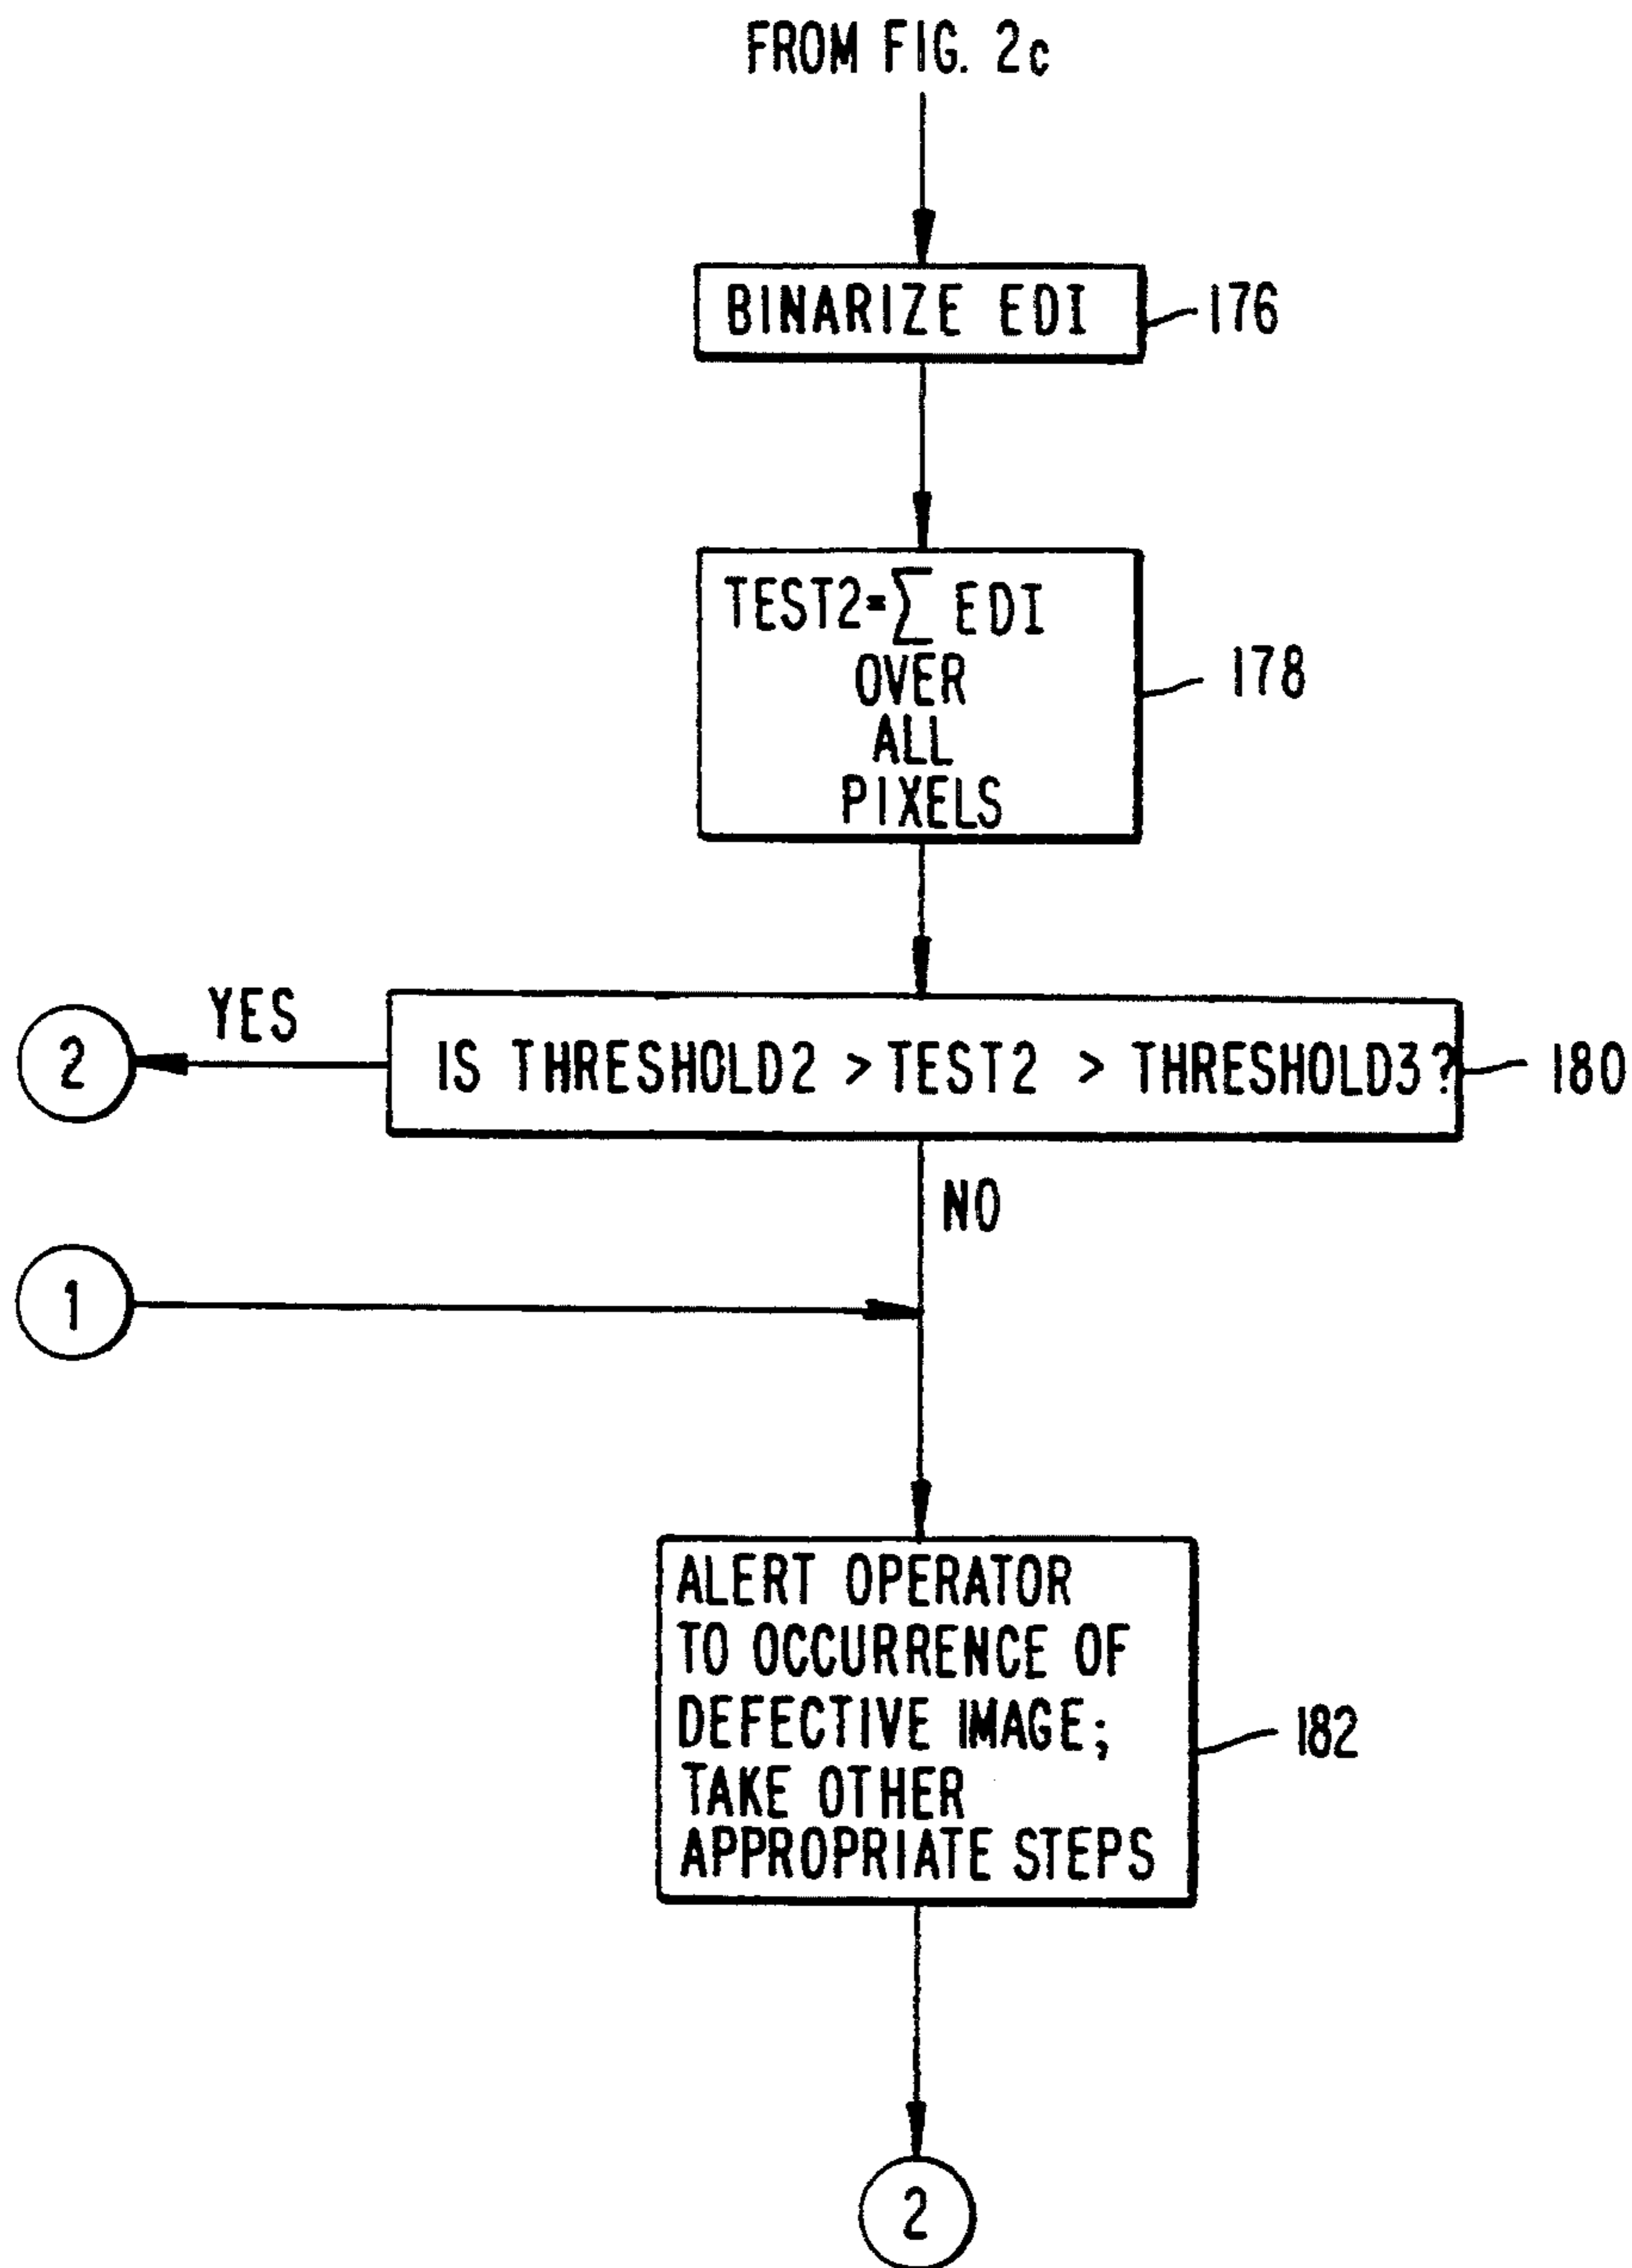 FROM FIG. 2c
BINARIZE EDI
176
TEST2=∑ EDI
OVER
ALL
PIXELS
178
YES
2
IS THRESHOLD2 > TEST2 > THRESHOLD3?
180
NO
1
ALERT OPERATOR
TO OCCURRENCE OF
DEFECTIVE IMAGE;
TAKE OTHER
APPROPRIATE STEPS
182
2